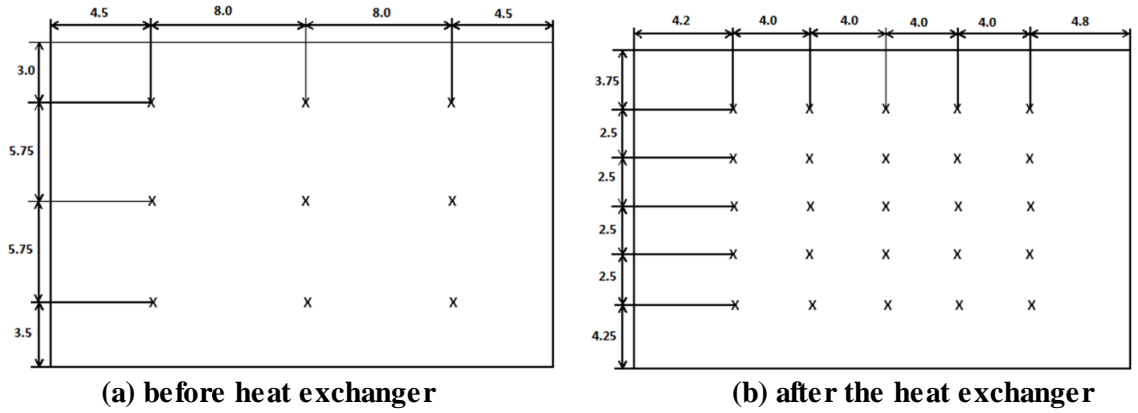 4.5 8.0 8.0 4.5
3.0
5.75
5.75
3.5
X X X
X X X
X X X
(a) before heat exchanger
4.2 4.0 4.0 4.0 4.0 4.8
3.75
2.5
2.5
2.5
2.5
4.25
X X X X X
X X X X X
X X X X X
X X X X X
X X X X X
(b) after the heat exchanger